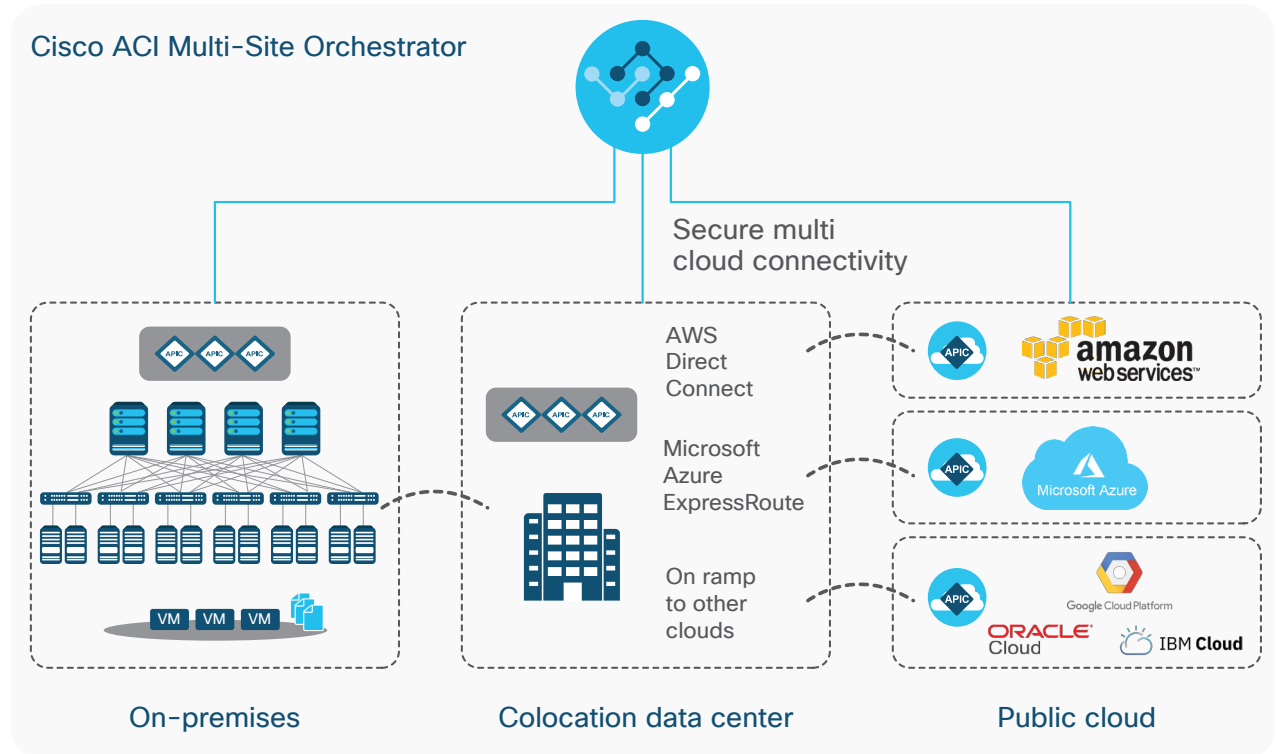 Cisco ACI Multi-Site Orchestrator
Secure multi
cloud connectivity
APIC APIC APIC
VM VM VM
On-premises
APIC APIC APIC
AWS
Direct
Connect
Microsoft
Azure
ExpressRoute
On ramp
to other
clouds
Colocation data center
APIC
amazon
web services™
APIC
Microsoft Azure
APIC
Google Cloud Platform
ORACLE®
Cloud
IBM Cloud
Public cloud